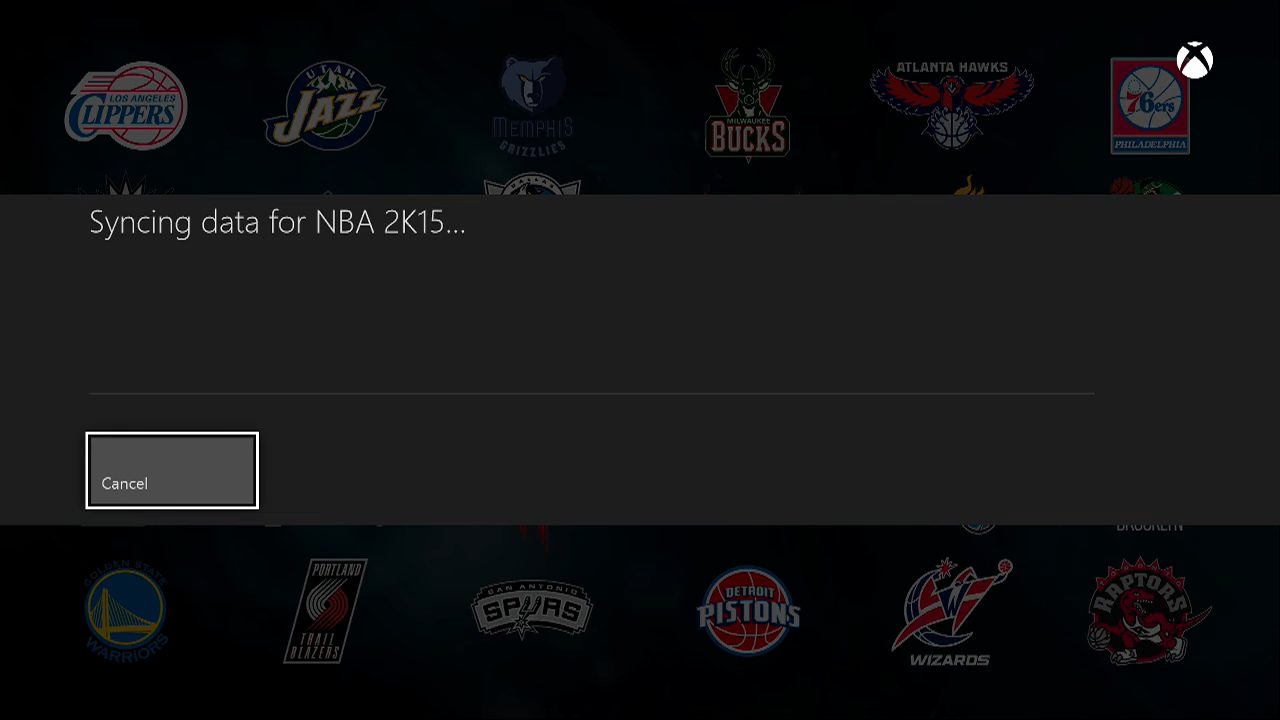 LOS ANGELES
CLIPPERS
UTAH
JAZZ
MEMPHIS
GRIZZLIES
MILWAUKEE
BUCKS
ATLANTA HAWKS
76ers
PHILADELPHIA
DALLAS
Syncing data for NBA 2K15...
Cancel
BROOKLYN
GOLDEN STATE
WARRIORS
PORTLAND
TRAIL
BLAZERS
SAN ANTONIO
SPURS
DETROIT
PISTONS
WIZARDS
RAPTORS